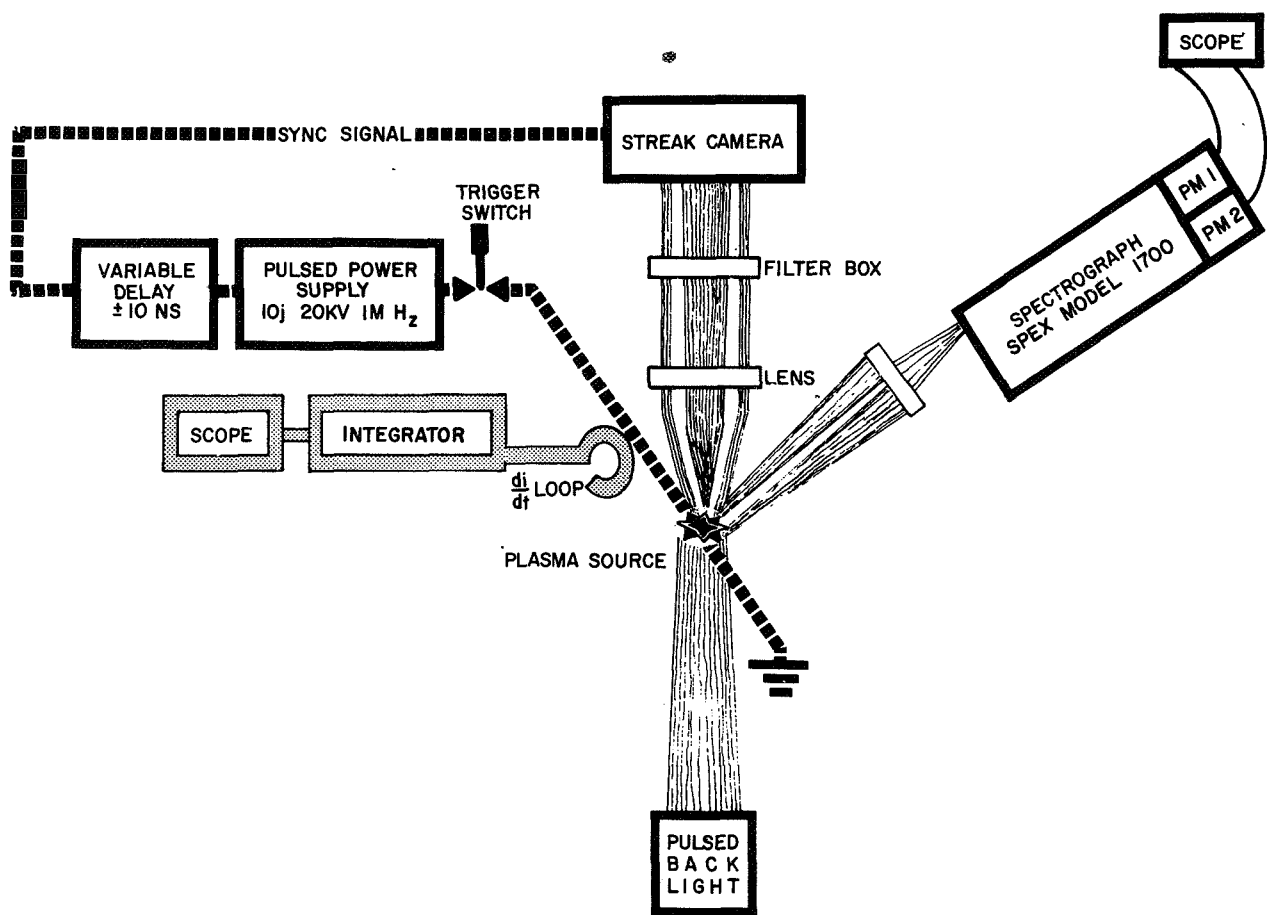 SCOPE
STREAK CAMERA
SYNC SIGNAL
TRIGGER
SWITCH
PM 1
PM 2
SPECTROGRAPH
SPEX MODEL 1700
FILTER BOX
VARIABLE
DELAY
± 10 NS
PULSED POWER
SUPPLY
10j 20KV 1M Hz
LENS
SCOPE
INTEGRATOR
di/dt LOOP
PLASMA SOURCE
PULSED
BACK
LIGHT